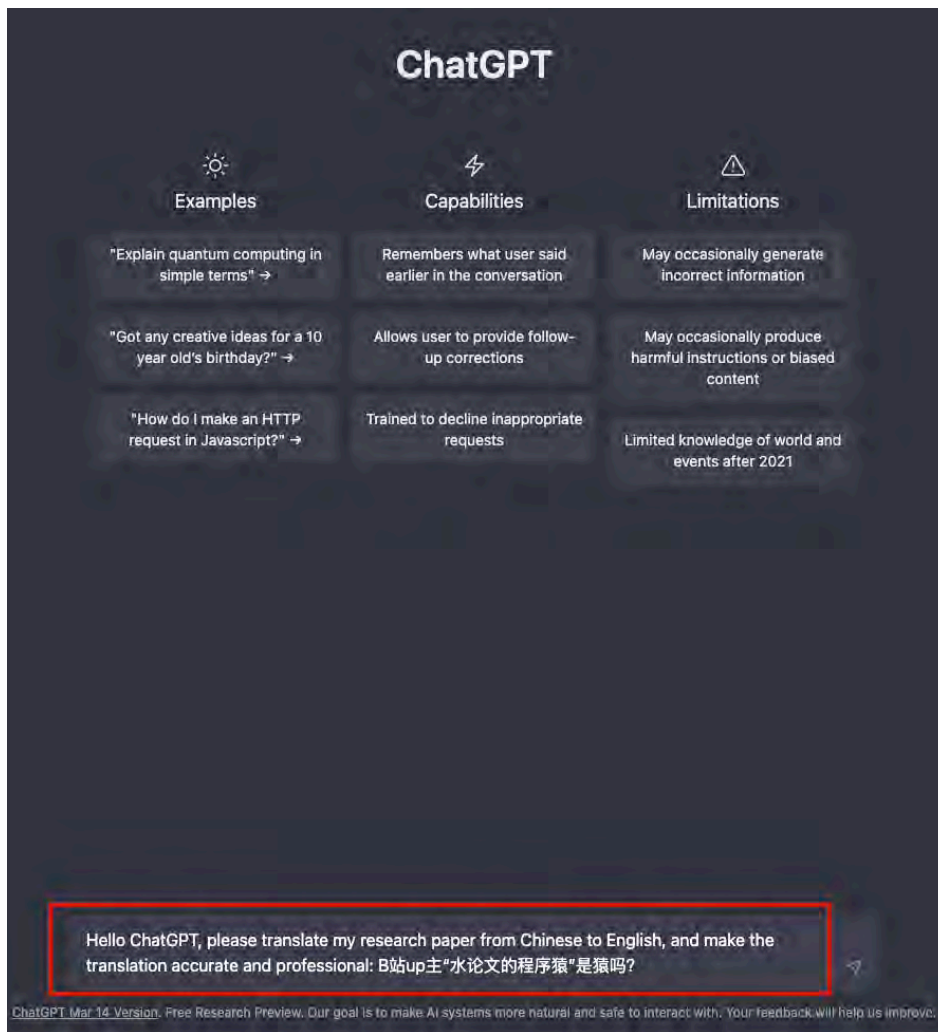 ChatGPT
Examples
"Explain quantum computing in
simple terms" →
"Got any creative ideas for a 10
year old's birthday?" →
"How do I make an HTTP
request in Javascript?" →
Capabilities
Remembers what user said
earlier in the conversation
Allows user to provide follow-
up corrections
Trained to decline inappropriate
requests
Limitations
May occasionally generate
incorrect information
May occasionally produce
harmful instructions or biased
content
Limited knowledge of world and
events after 2021
Hello ChatGPT, please translate my research paper from Chinese to English, and make the
translation accurate and professional: B站up主“水论文的程序猿”是猿吗?
ChatGPT Mar 14 Version. Free Research Preview. Our goal is to make AI systems more natural and safe to interact with. Your feedback will help us improve.